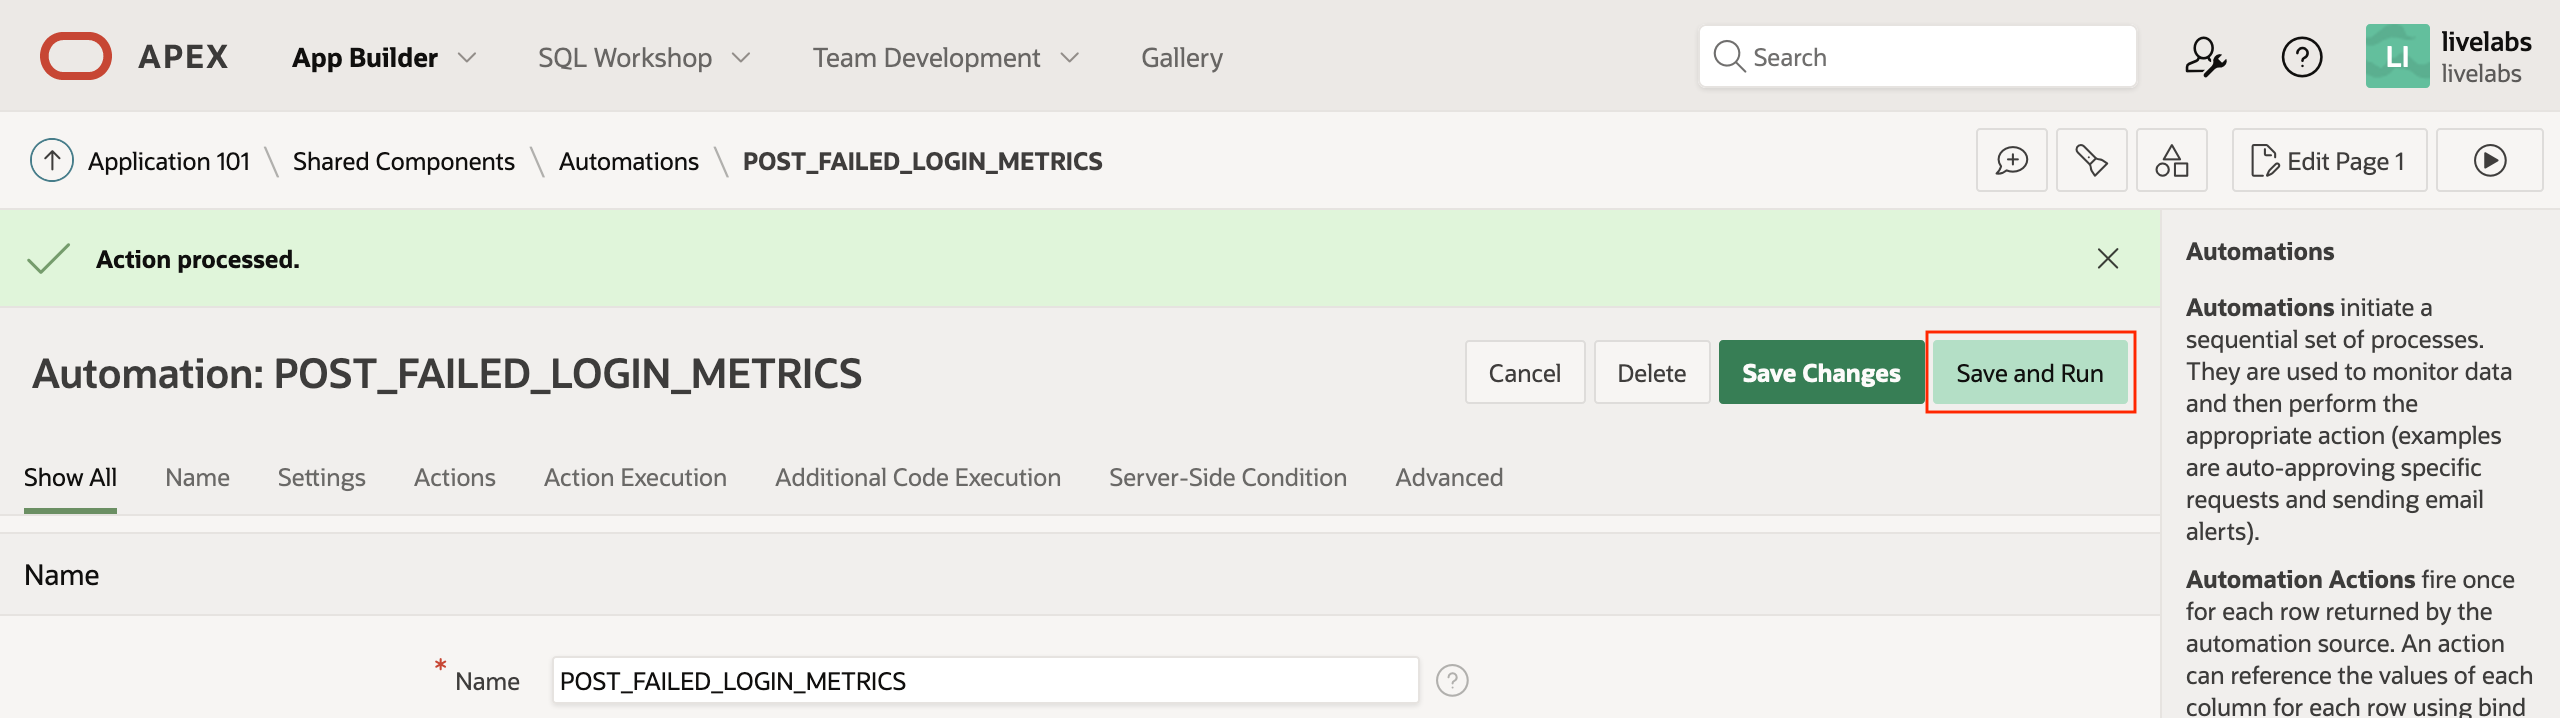 APEX App Builder SQL Workshop Team Development Gallery Search LI livelabs
livelabs
Application 101 \ Shared Components \ Automations \ POST_FAILED_LOGIN_METRICS Edit Page 1
Action processed.
Automation: POST_FAILED_LOGIN_METRICS Cancel Delete Save Changes Save and Run
Show All Name Settings Actions Action Execution Additional Code Execution Server-Side Condition Advanced
Name
* Name POST_FAILED_LOGIN_METRICS ?
Automations
Automations initiate a
sequential set of processes.
They are used to monitor data
and then perform the
appropriate action (examples
are auto-approving specific
requests and sending email
alerts).
Automation Actions fire once
for each row returned by the
automation source. An action
can reference the values of each
column for each row using bind